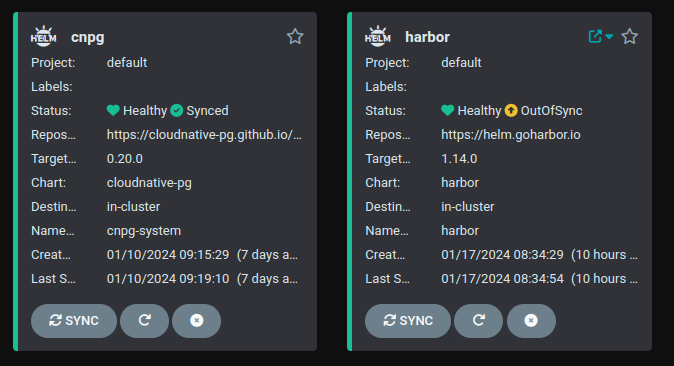 HELM cnpg
Project: default
Labels:
Status: Healthy Synced
Repos... https://cloudnative-pg.github.io/...
Target... 0.20.0
Chart: cloudnative-pg
Destin... in-cluster
Name... cnpg-system
Creat... 01/10/2024 09:15:29 (7 days a...
Last S... 01/10/2024 09:19:10 (7 days a...
SYNC
HELM harbor
Project: default
Labels:
Status: Healthy OutOfSync
Repos... https://helm.goharbor.io
Target... 1.14.0
Chart: harbor
Destin... in-cluster
Name... harbor
Creat... 01/17/2024 08:34:29 (10 hours ...
Last S... 01/17/2024 08:34:54 (10 hours ...
SYNC